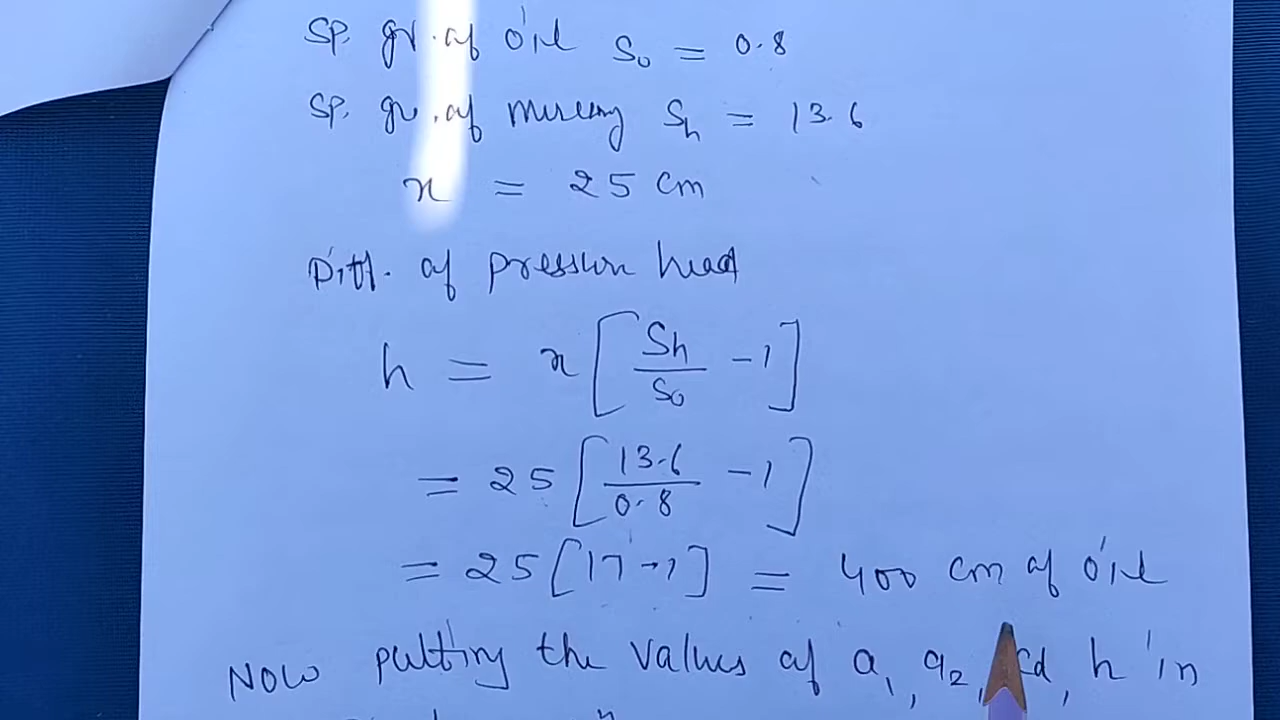 Sp. gr. of oil S₀ = 0.8
Sp. gr. of mercury Sh = 13.6
x = 25 cm
Diff. of pressure head
h = x [ Sh / S₀ - 1 ]
= 25 [ 13.6 / 0.8 - 1 ]
= 25 [17 - 1] = 400 cm of oil
Now putting the values of a₁, a₂, Cd, h in